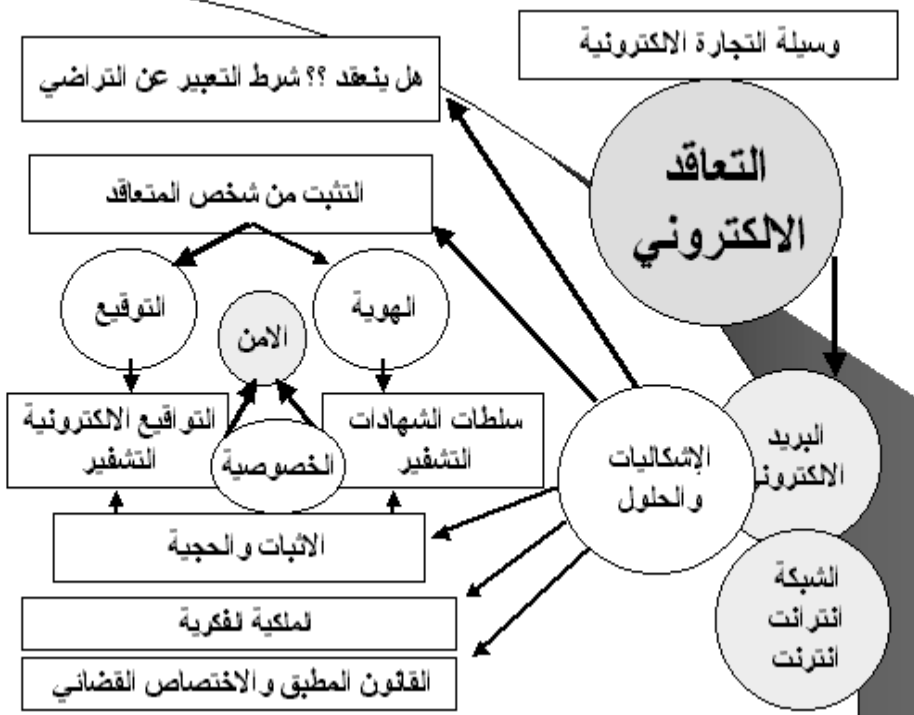 وسيلة التجارة الالكترونية
التعاقد
الالكتروني
هل ينعقد ؟؟ شرط التعبير عن التراضي
التثبت من شخص المتعاقد
الهوية
التوقيع
الامن
سلطات الشهادات
التشفير
التواقيع الالكترونية
التشفير
الخصوصية
الإشكاليات
والحلول
البريد
الالكتروني
الشبكة
انترانت
انترنت
الاثبات والحجية
الملكية الفكرية
القانون المطبق والاختصاص القضائي